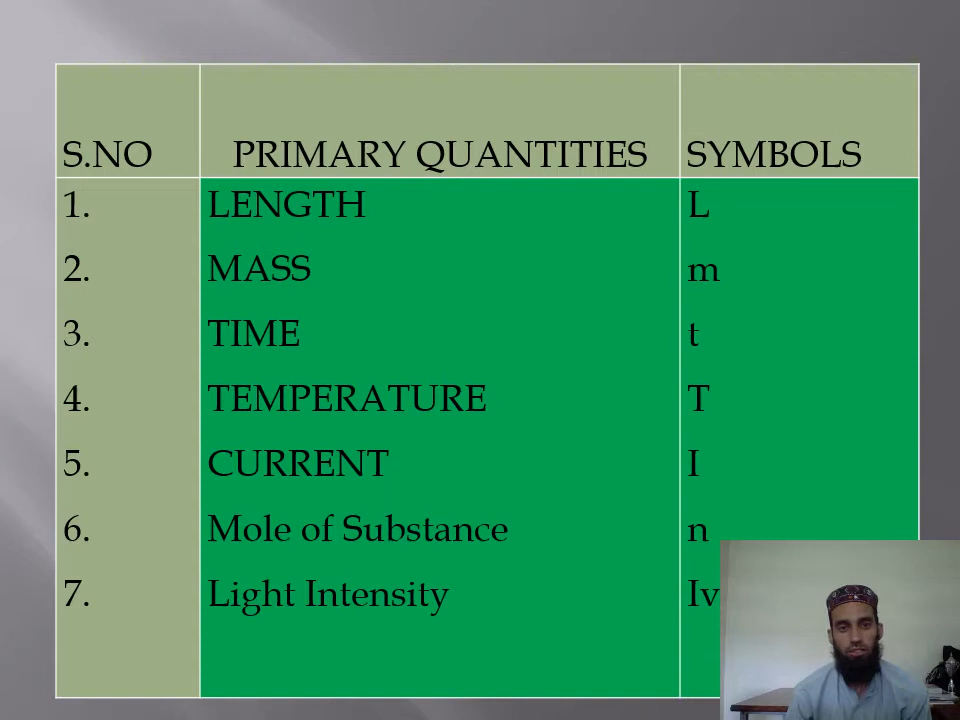 S.NO PRIMARY QUANTITIES SYMBOLS
1. LENGTH L
2. MASS m
3. TIME t
4. TEMPERATURE T
5. CURRENT I
6. Mole of Substance n
7. Light Intensity Iv